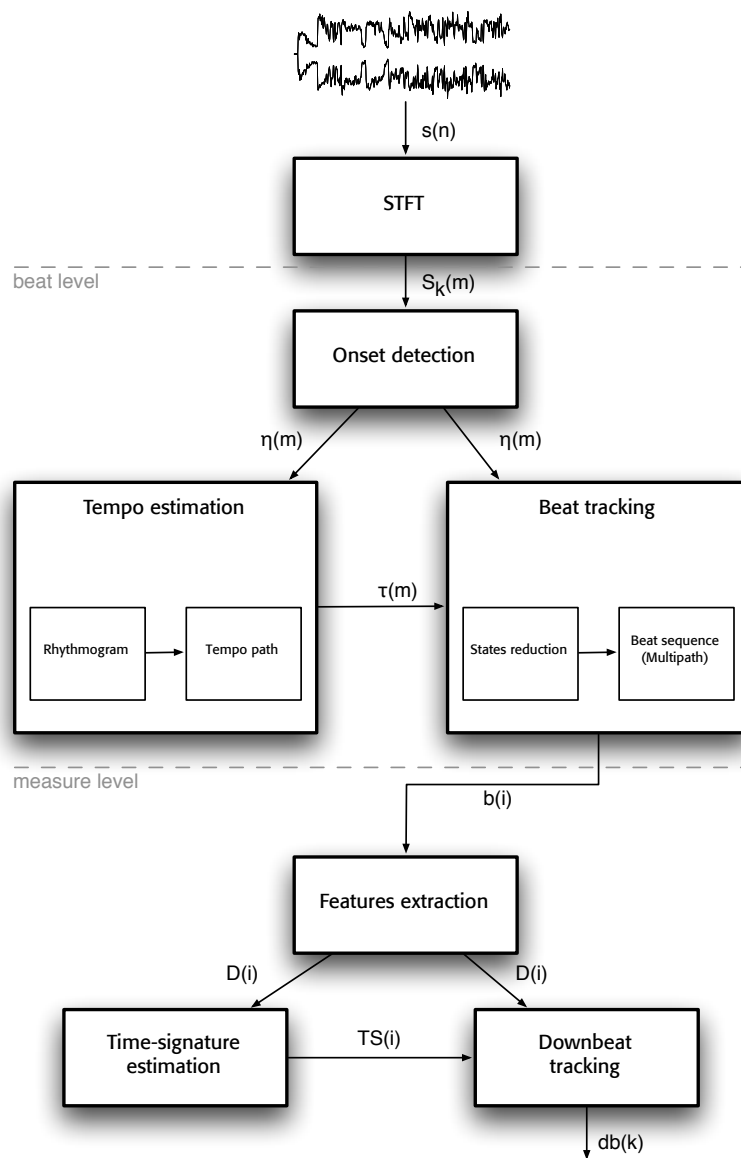 s(n)
STFT
beat level
Sk(m)
Onset detection
η(m)
η(m)
Tempo estimation
Beat tracking
τ(m)
Rhythmogram
Tempo path
States reduction
Beat sequence
(Multipath)
measure level
b(i)
Features extraction
D(i)
D(i)
Time-signature
estimation
TS(i)
Downbeat
tracking
db(k)